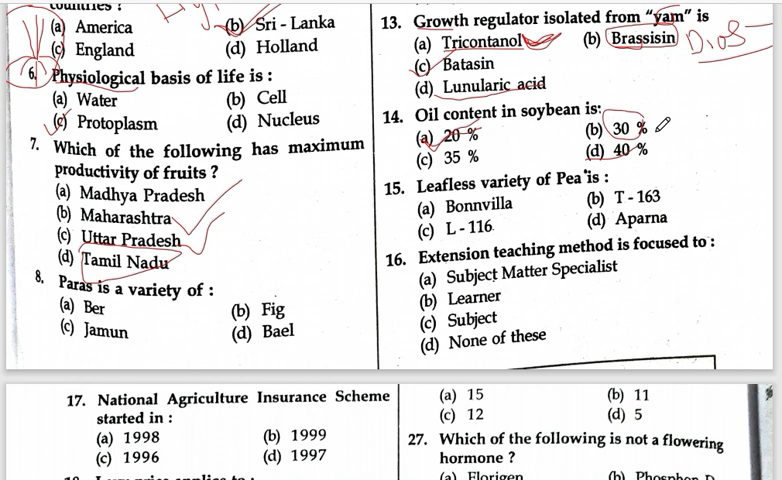 countries ?
(a) America
(b) Sri - Lanka
(c) England
(d) Holland
6. Physiological basis of life is :
(a) Water
(b) Cell
(c) Protoplasm
(d) Nucleus
7. Which of the following has maximum
productivity of fruits ?
(a) Madhya Pradesh
(b) Maharashtra
(c) Uttar Pradesh
(d) Tamil Nadu
8. Paras is a variety of :
(a) Ber
(b) Fig
(c) Jamun
(d) Bael
13. Growth regulator isolated from "yam" is
(a) Tricontanol
(b) Brassisin
Dios
(c) Batasin
(d) Lunularic acid
14. Oil content in soybean is:
(a) 20 %
(b) 30 %
(c) 35 %
(d) 40 %
15. Leafless variety of Pea is :
(a) Bonnvilla
(b) T - 163
(c) L - 116
(d) Aparna
16. Extension teaching method is focused to :
(a) Subject Matter Specialist
(b) Learner
(c) Subject
(d) None of these
17. National Agriculture Insurance Scheme
started in :
(a) 1998
(b) 1999
(c) 1996
(d) 1997
(a) 15
(b) 11
(c) 12
(d) 5
27. Which of the following is not a flowering
hormone ?
(a) Florigen
(b) Phosphon D